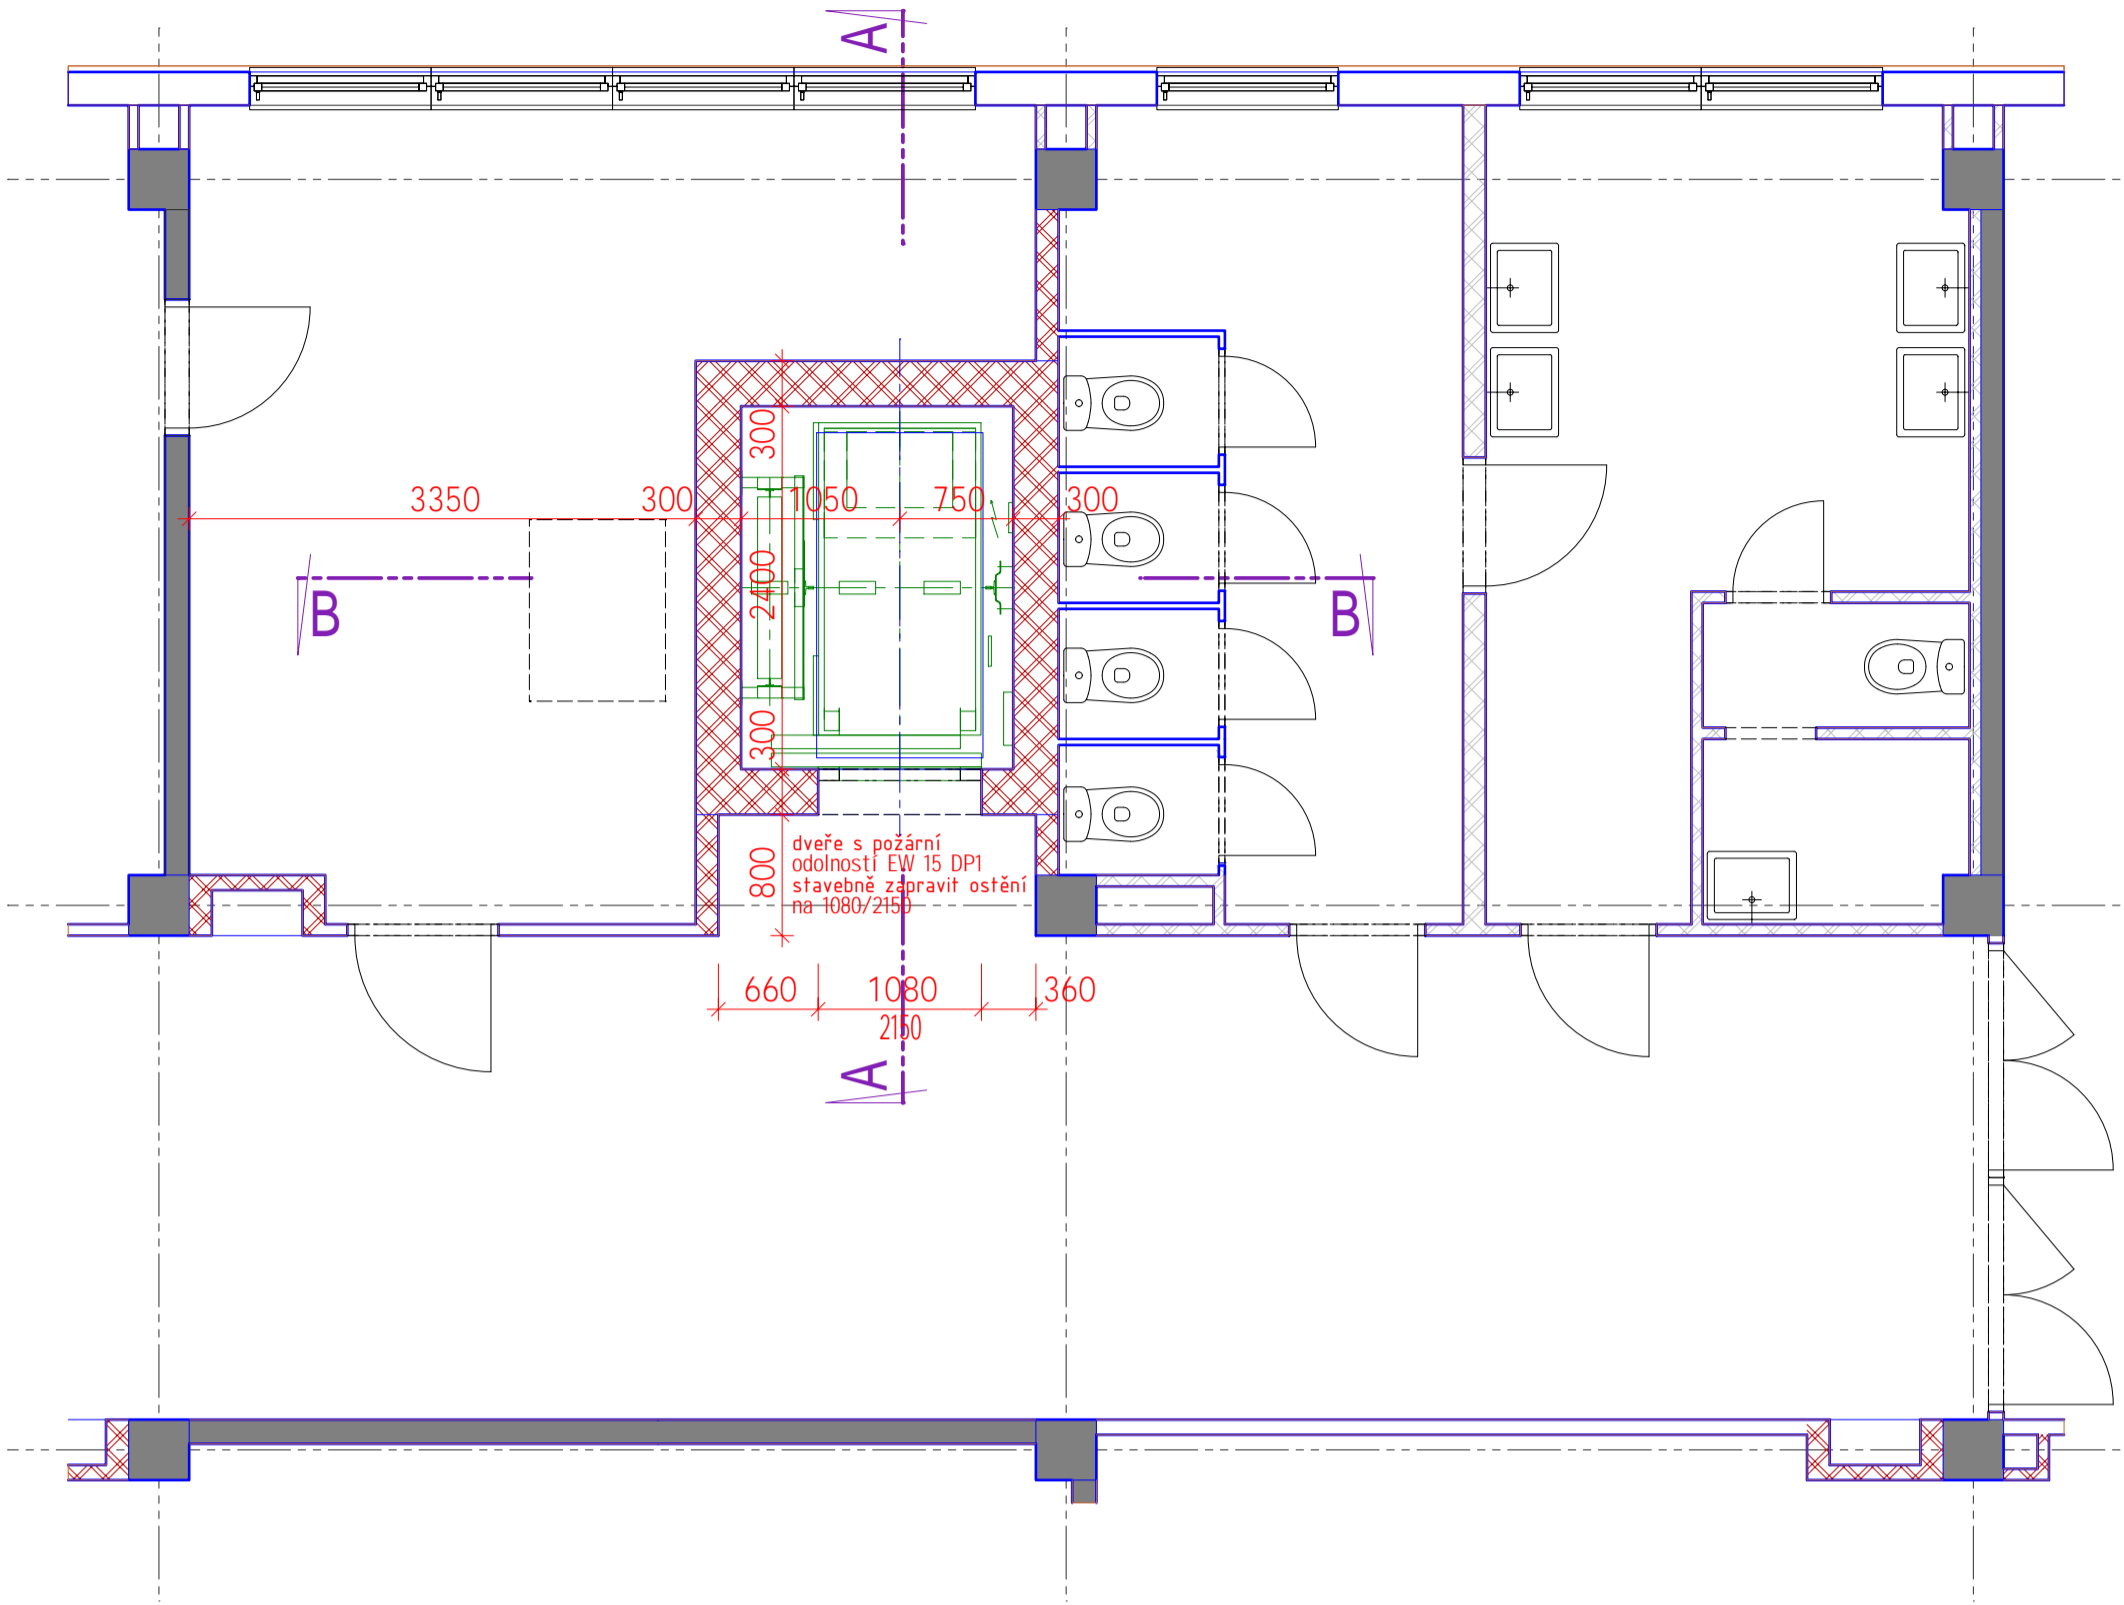 A
300
3350
300
1050
750
300
2400
B
B
300
800
dveře s požární
odolností EW 15 DP1
stavebně zapravit ostění
na 1080/2150
660
1080
360
2150
A